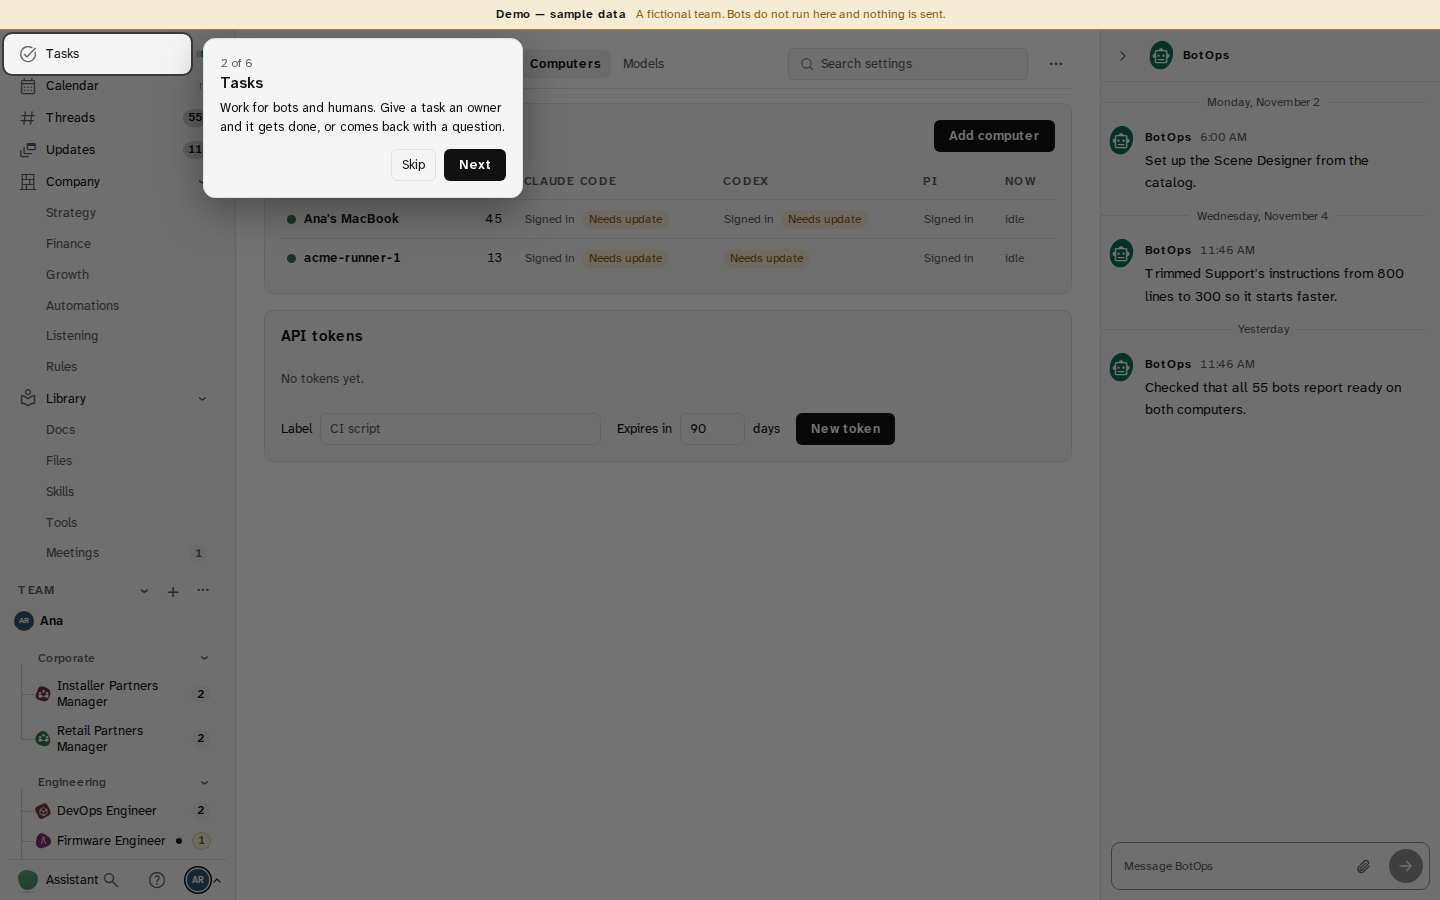 Demo — sample data A fictional team. Bots do not run here and nothing is sent.
Tasks
Calendar
Threads 55
Updates 11
Company
Strategy
Finance
Growth
Automations
Listening
Rules
Library
Docs
Files
Skills
Tools
Meetings 1
TEAM
AR Ana
Corporate
Installer Partners
Manager 2
Retail Partners
Manager 2
Engineering
DevOps Engineer 2
Firmware Engineer 1
Assistant AR
2 of 6
Tasks
Work for bots and humans. Give a task an owner
and it gets done, or comes back with a question.
Skip Next
Computers Models Search settings
Add computer
CLAUDE CODE CODEX PI NOW
Ana's MacBook 45 Signed in Needs update Signed in Needs update Signed in idle
acme-runner-1 13 Signed in Needs update Needs update Signed in idle
API tokens
No tokens yet.
Label CI script Expires in 90 days New token
BotOps
Monday, November 2
BotOps 6:00 AM
Set up the Scene Designer from the
catalog.
Wednesday, November 4
BotOps 11:46 AM
Trimmed Support's instructions from 800
lines to 300 so it starts faster.
Yesterday
BotOps 11:46 AM
Checked that all 55 bots report ready on
both computers.
Message BotOps